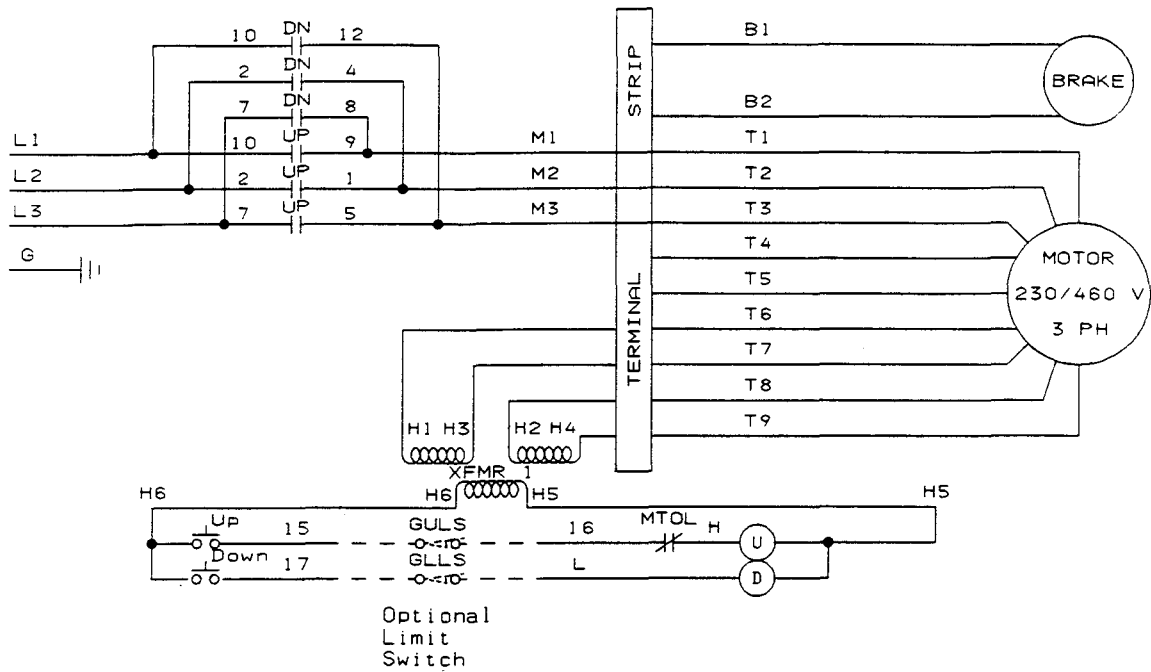 10 DN 12
2 DN 4
7 DN 8
L1 10 UP 9 M1
L2 2 UP 1 M2
L3 7 UP 5 M3
G
TERMINAL STRIP
B1
B2
BRAKE
T1
T2
T3
T4
T5
T6
T7
T8
T9
MOTOR
230/460 V
3 PH
H1 H3 H2 H4
XFMR 1
H6 H6 H5 H5
Up 15 GULS 16 MTOL H U
Down 17 GLLS L D
Optional
Limit
Switch